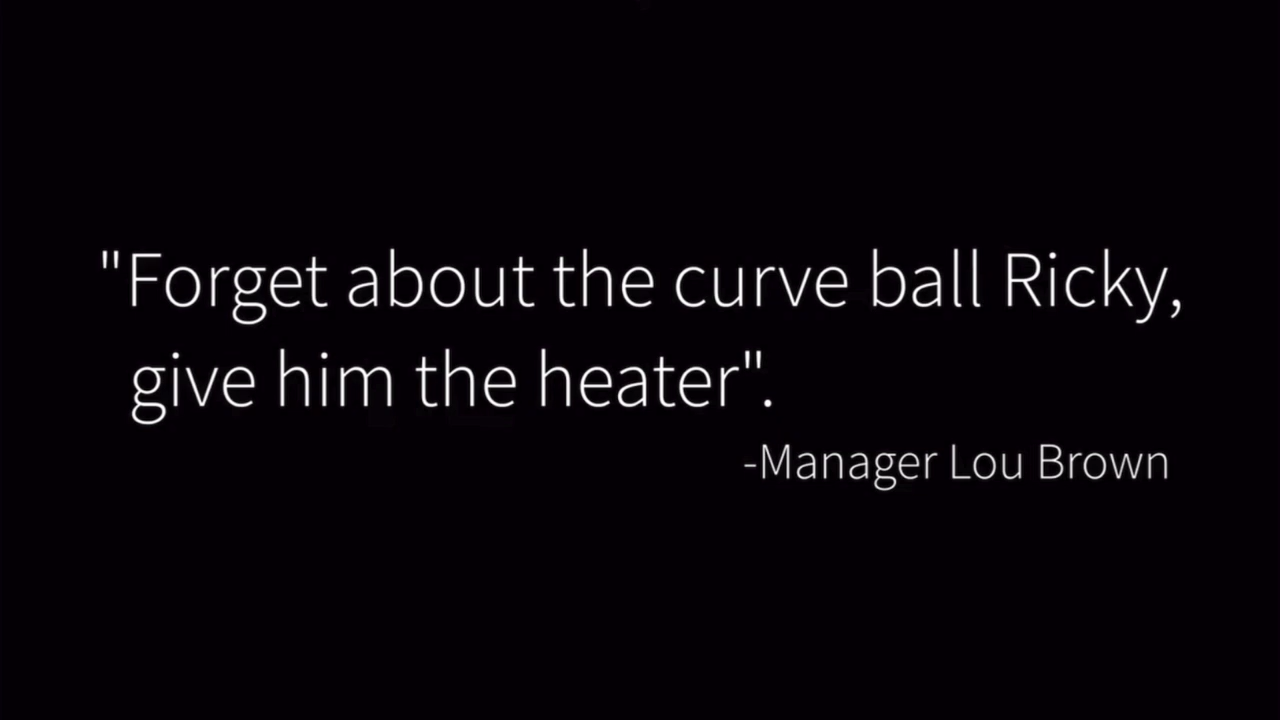 "Forget about the curve ball Ricky,
give him the heater".
-Manager Lou Brown